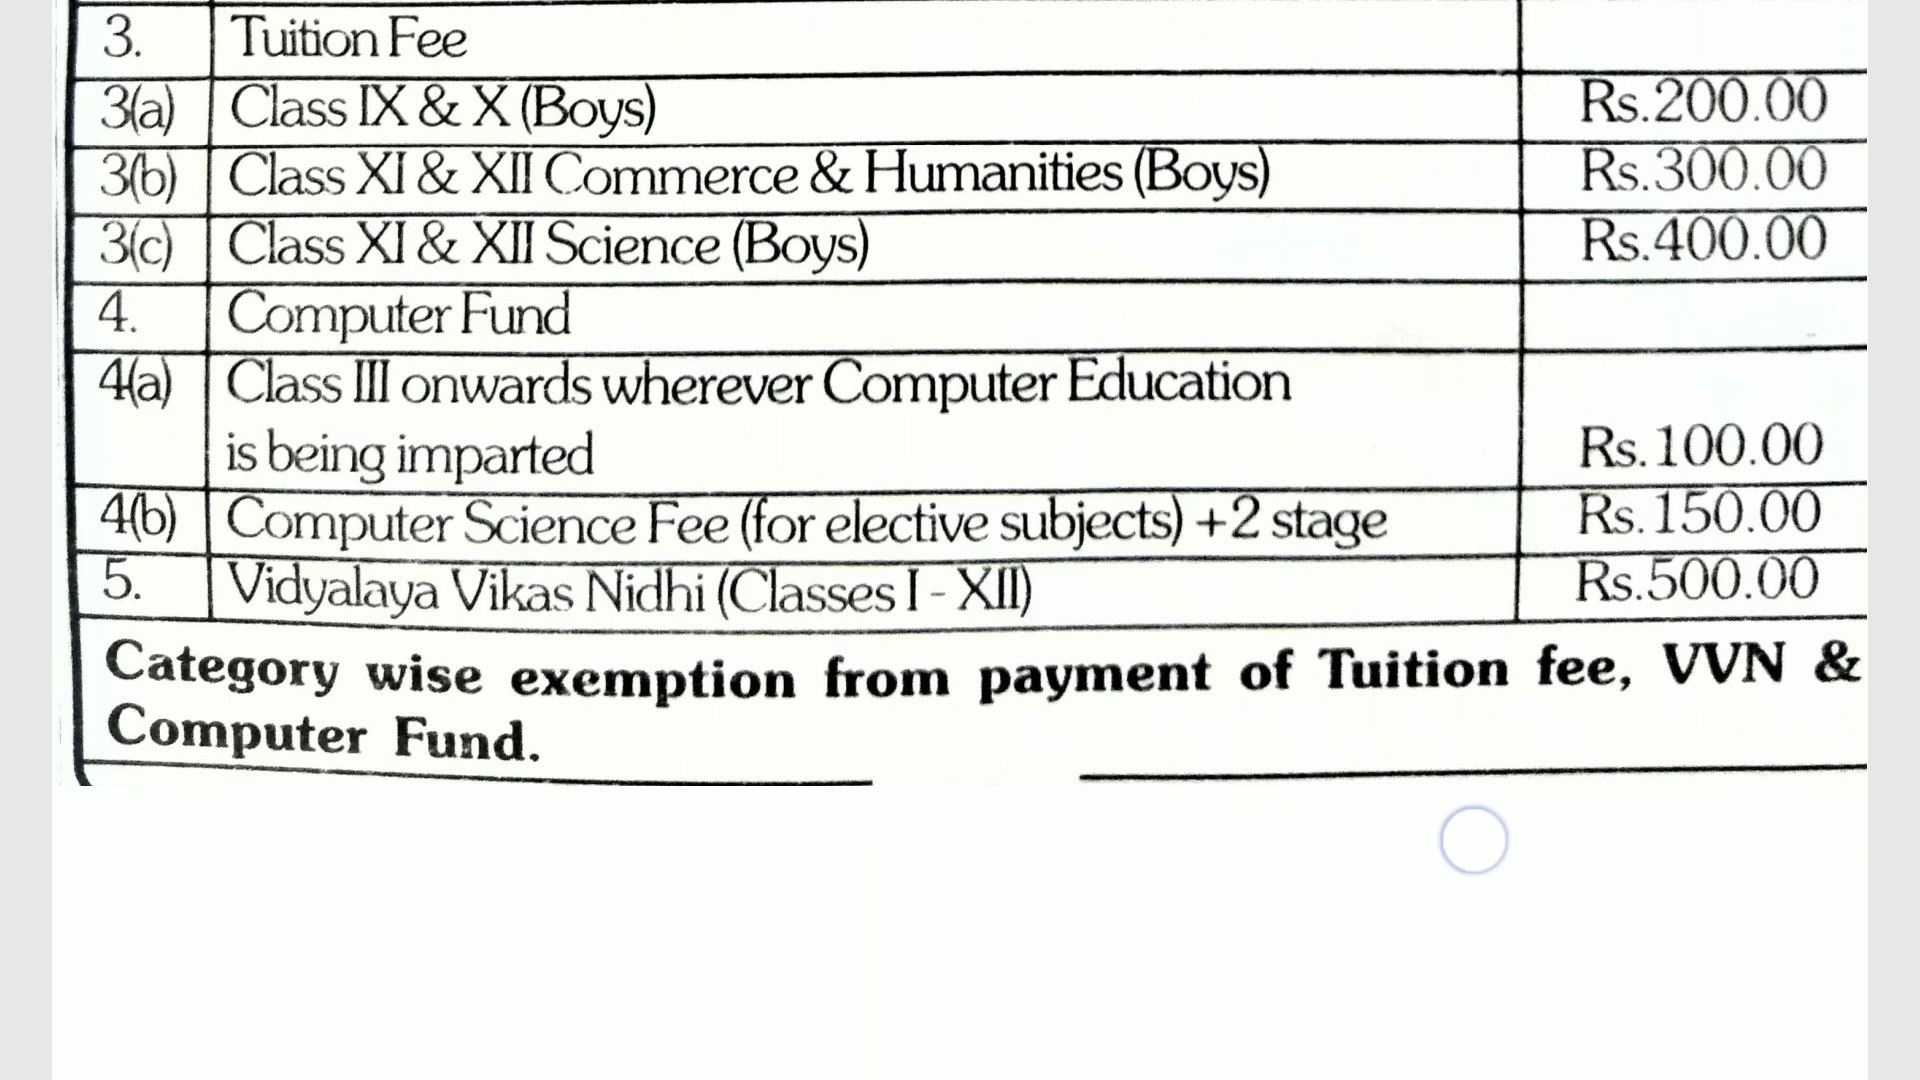 3. Tuition Fee
3(a) Class IX & X (Boys) Rs.200.00
3(b) Class XI & XII Commerce & Humanities (Boys) Rs.300.00
3(c) Class XI & XII Science (Boys) Rs.400.00
4. Computer Fund
4(a) Class III onwards wherever Computer Education
is being imparted Rs.100.00
4(b) Computer Science Fee (for elective subjects) +2 stage Rs.150.00
5. Vidyalaya Vikas Nidhi (Classes I - XII) Rs.500.00
Category wise exemption from payment of Tuition fee, VVN &
Computer Fund.